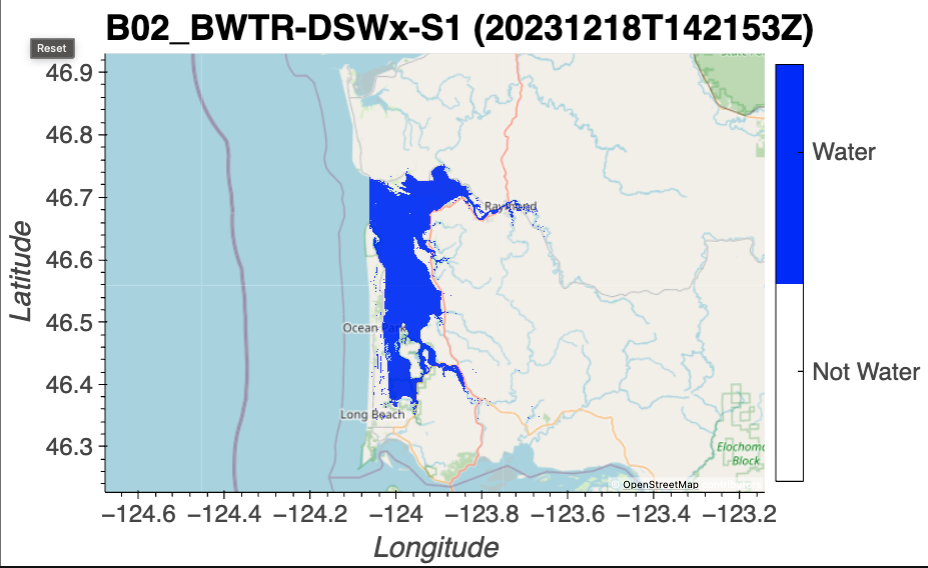 B02_BWTR-DSWx-S1 (20231218T142153Z)
Reset
46.9
46.8
46.7
46.6
46.5
46.4
46.3
Latitude
Raymond
Ocean Park
Long Beach
Elochoma
Block
OpenStreetMap
Water
Not Water
−124.6 −124.4 −124.2 −124 −123.8 −123.6 −123.4 −123.2
Longitude